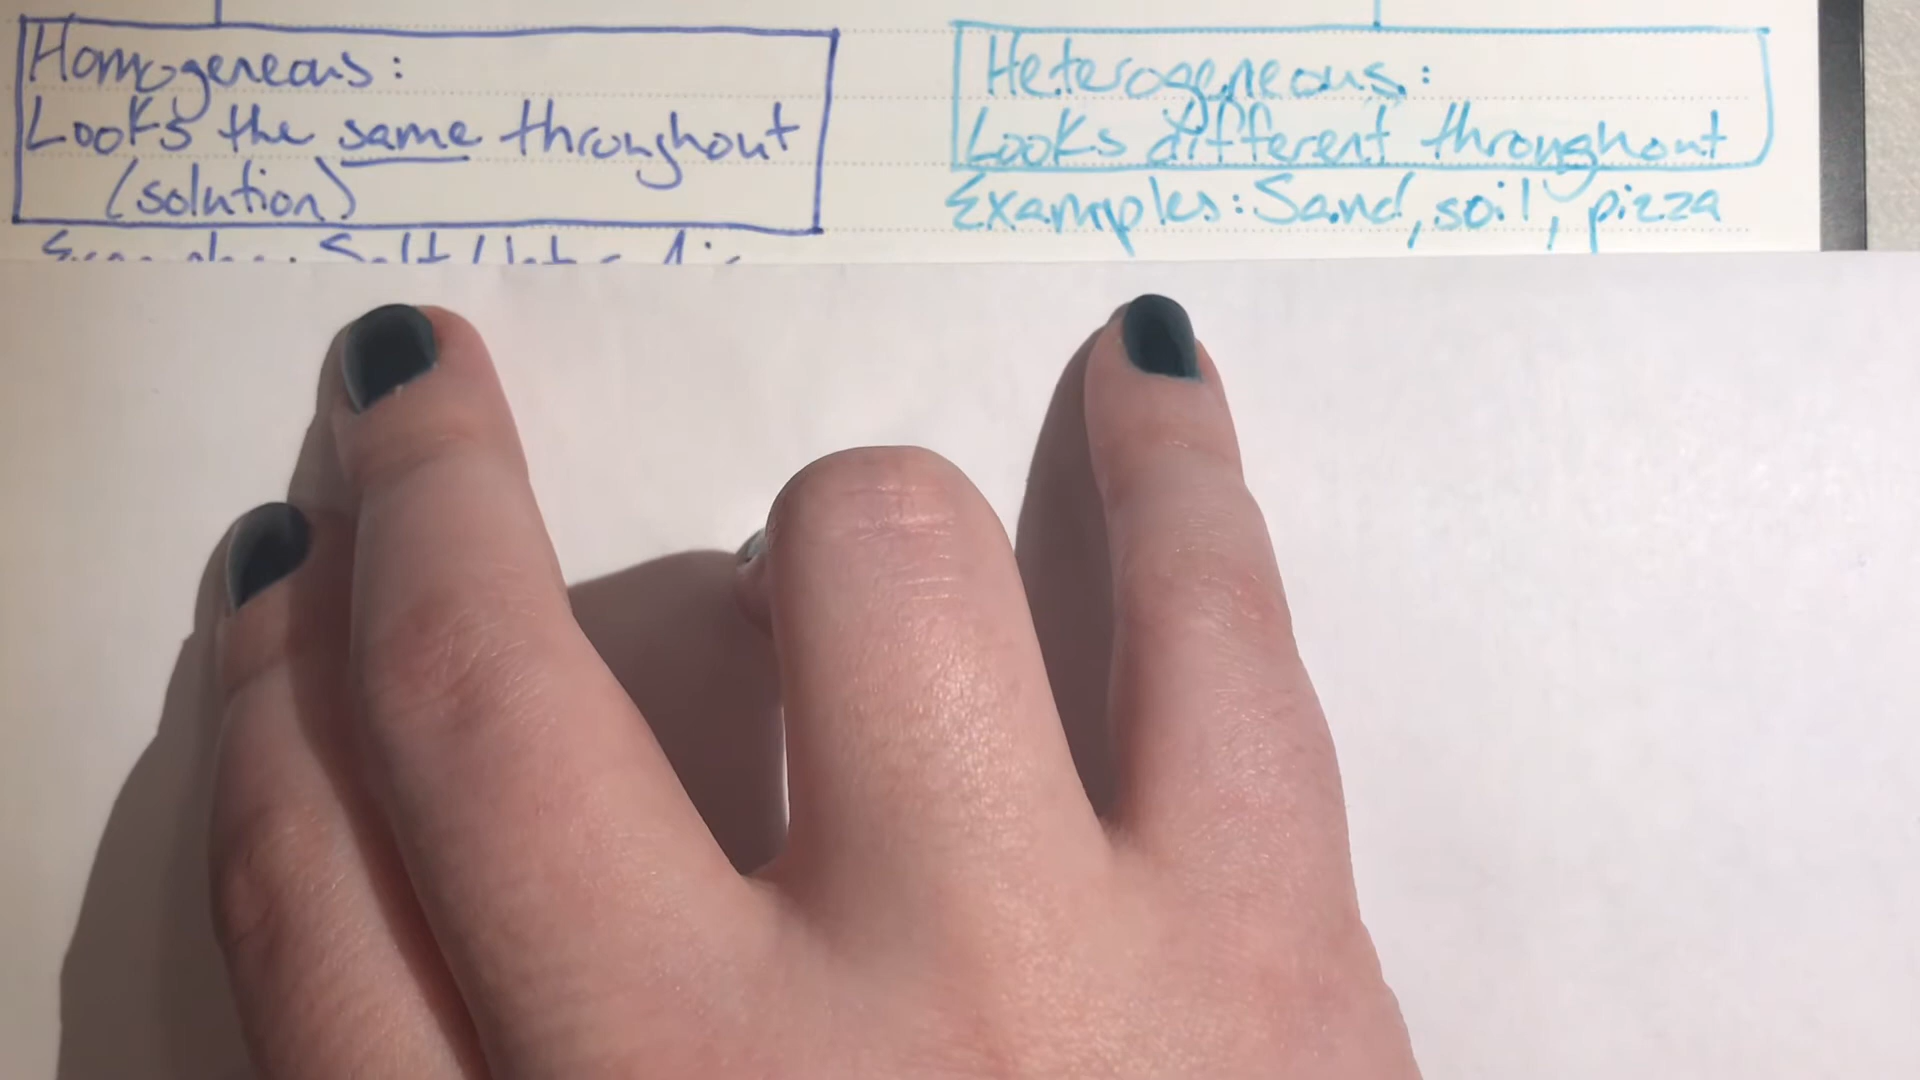 Homogeneous:
Looks the same throughout
(solution)
Heterogeneous:
Looks different throughout
Examples: Sand, soil, pizza